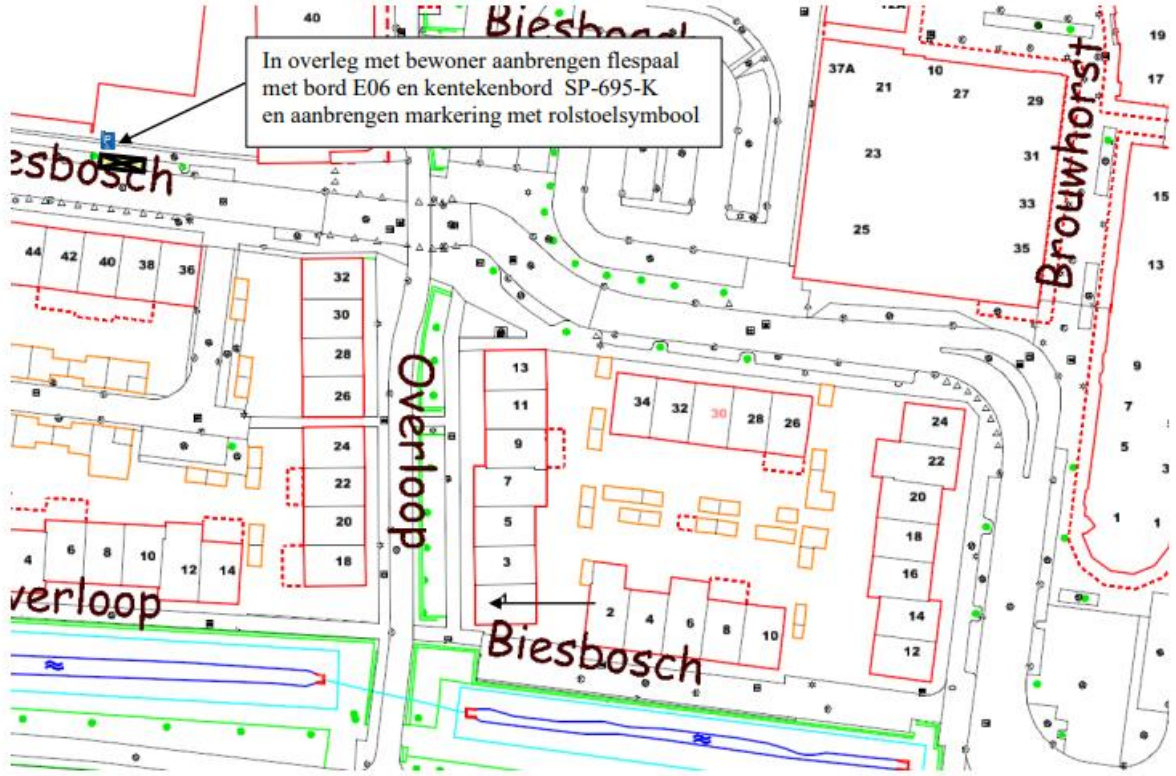 40
Biesbosch
12A
19
In overleg met bewoner aanbrengen flespaal
met bord E06 en kentekenbord SP-695-K
en aanbrengen markering met rolstoelsymbool
37A
21
10
27
29
17
Brouwhorst
23
31
esbosch
33
15
25
35
13
44 42 40 38 36
32
30
28
26
Overloop
13
11
9
7
5
3
1
34 32 30 28 26
24
22
20
18
16
14
12
9
7
5
3
1
1
24
22
20
18
4 6 8 10 12 14
verloop
2 4 6 8 10
Biesbosch